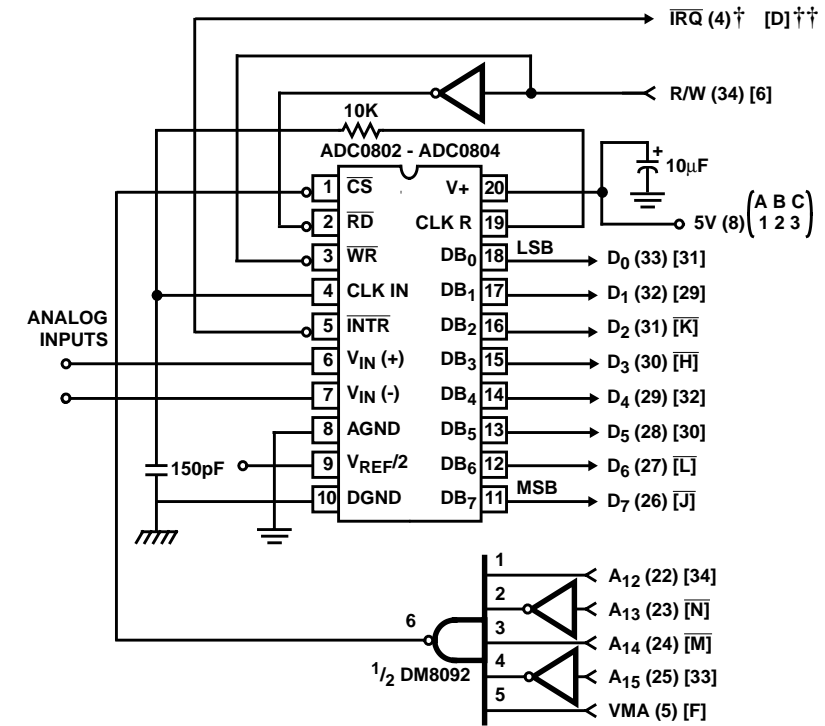 IRQ (4)† [D]††
R/W (34) [6]
10K
ADC0802 - ADC0804
+
10µF
1 CS V+ 20
5V (8) (A B C
1 2 3)
2 RD CLK R 19
3 WR DB0 18 LSB D0 (33) [31]
4 CLK IN DB1 17 D1 (32) [29]
ANALOG
INPUTS
5 INTR DB2 16 D2 (31) [K]
6 VIN (+) DB3 15 D3 (30) [H]
7 VIN (-) DB4 14 D4 (29) [32]
8 AGND DB5 13 D5 (28) [30]
150pF
9 VREF/2 DB6 12 D6 (27) [L]
10 DGND DB7 11 MSB D7 (26) [J]
1 A12 (22) [34]
2 A13 (23) [N]
6
3 A14 (24) [M]
1/2 DM8092
4 A15 (25) [33]
5 VMA (5) [F]